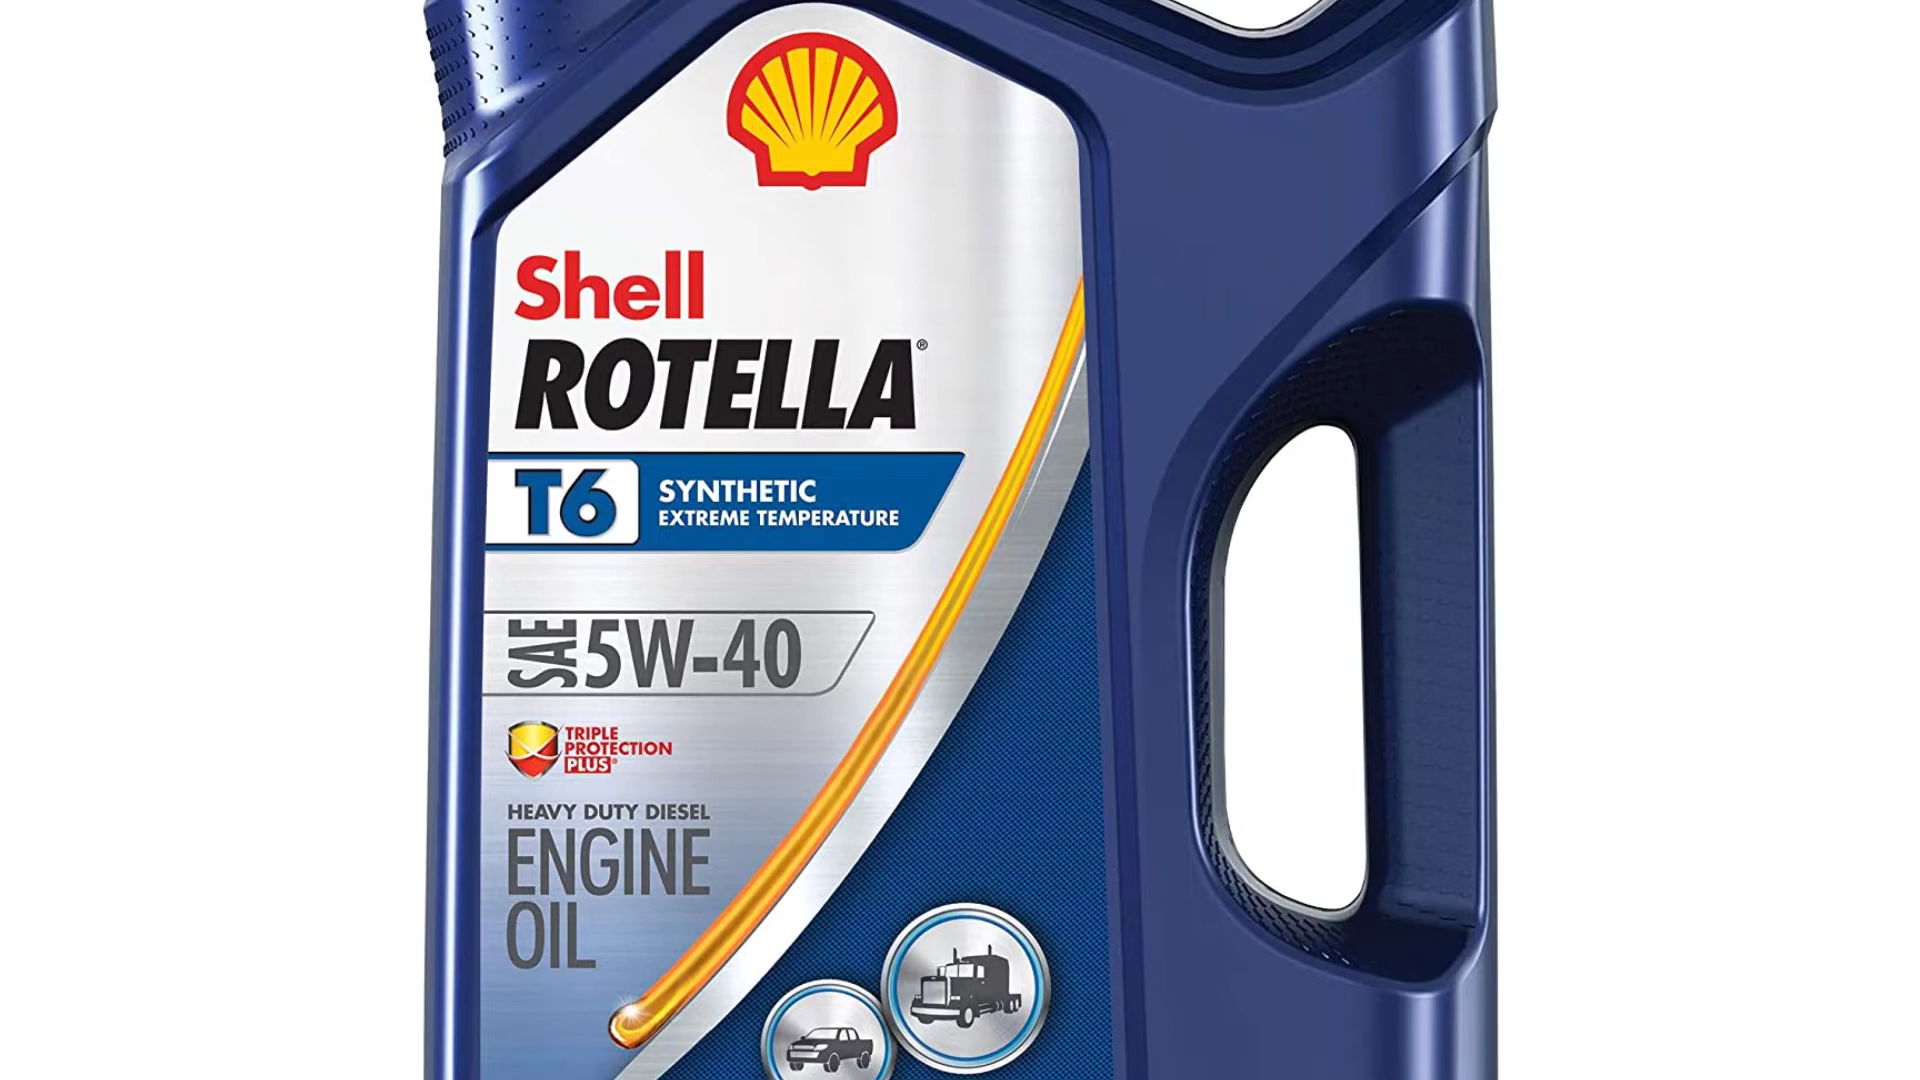 Shell
ROTELLA®
T6 SYNTHETIC
EXTREME TEMPERATURE
SAE 5W-40
TRIPLE
PROTECTION
PLUS®
HEAVY DUTY DIESEL
ENGINE
OIL